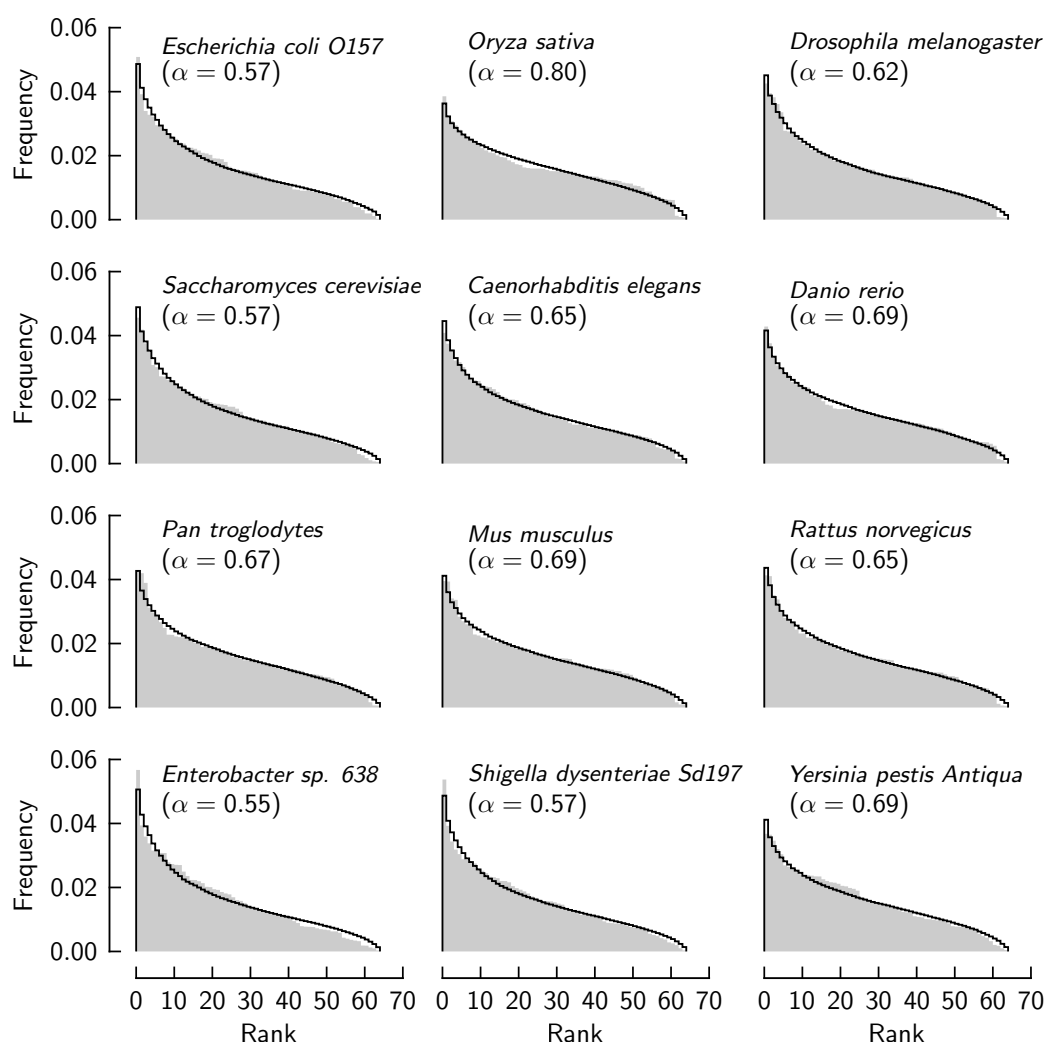 0.06
0.04
0.02
0.00
Frequency
Escherichia coli O157
(α = 0.57)
Oryza sativa
(α = 0.80)
Drosophila melanogaster
(α = 0.62)
0.06
0.04
0.02
0.00
Frequency
Saccharomyces cerevisiae
(α = 0.57)
Caenorhabditis elegans
(α = 0.65)
Danio rerio
(α = 0.69)
0.06
0.04
0.02
0.00
Frequency
Pan troglodytes
(α = 0.67)
Mus musculus
(α = 0.69)
Rattus norvegicus
(α = 0.65)
0.06
0.04
0.02
0.00
Frequency
Enterobacter sp. 638
(α = 0.55)
Shigella dysenteriae Sd197
(α = 0.57)
Yersinia pestis Antiqua
(α = 0.69)
0 10 20 30 40 50 60 70
Rank
0 10 20 30 40 50 60 70
Rank
0 10 20 30 40 50 60 70
Rank